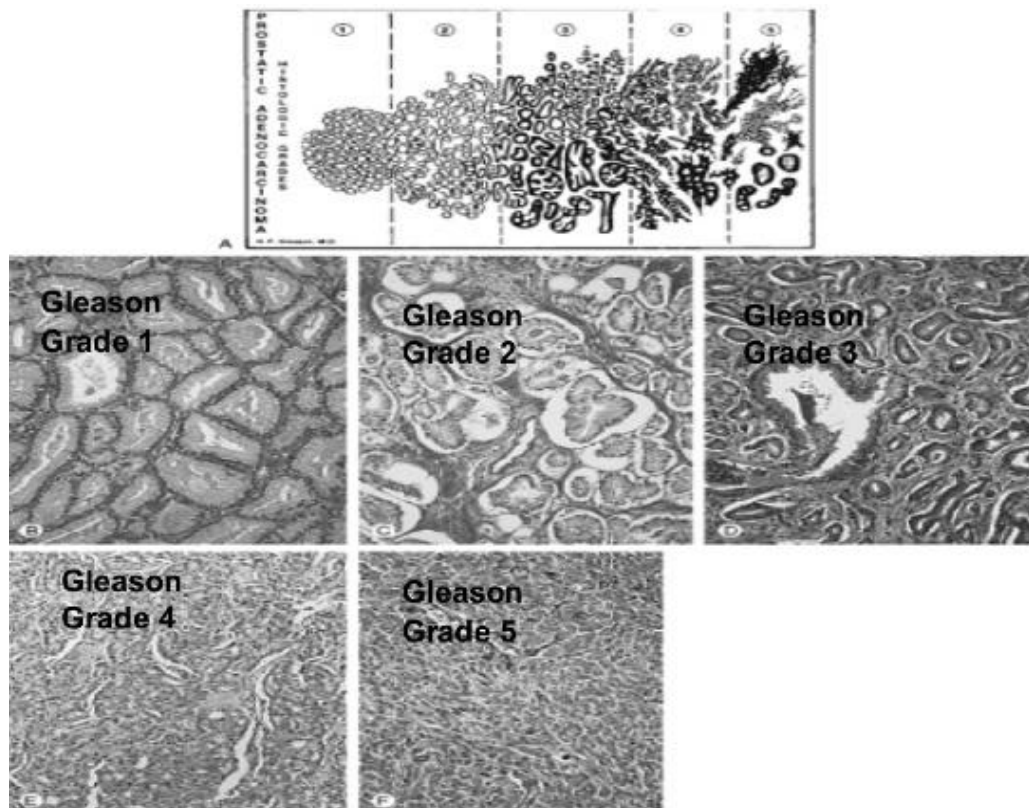 PROSTATIC ADENOCARCINOMA
HISTOLOGIC GRADES
1
2
3
4
5
A
Gleason
Grade 1
B
Gleason
Grade 2
C
Gleason
Grade 3
D
Gleason
Grade 4
E
Gleason
Grade 5
F